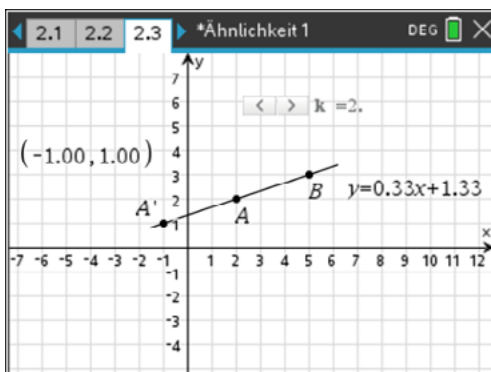 2.1 2.2 2.3 *Ähnlichkeit 1 DEG
y
7
6
< > k =2.
5
(-1.00,1.00) 4
3
B y=0.33x+1.33
A' 2
A
1
x
-7 -6 -5 -4 -3 -2 -1 1 2 3 4 5 6 7 8 9 10 11 12
-1
-2
-3
-4